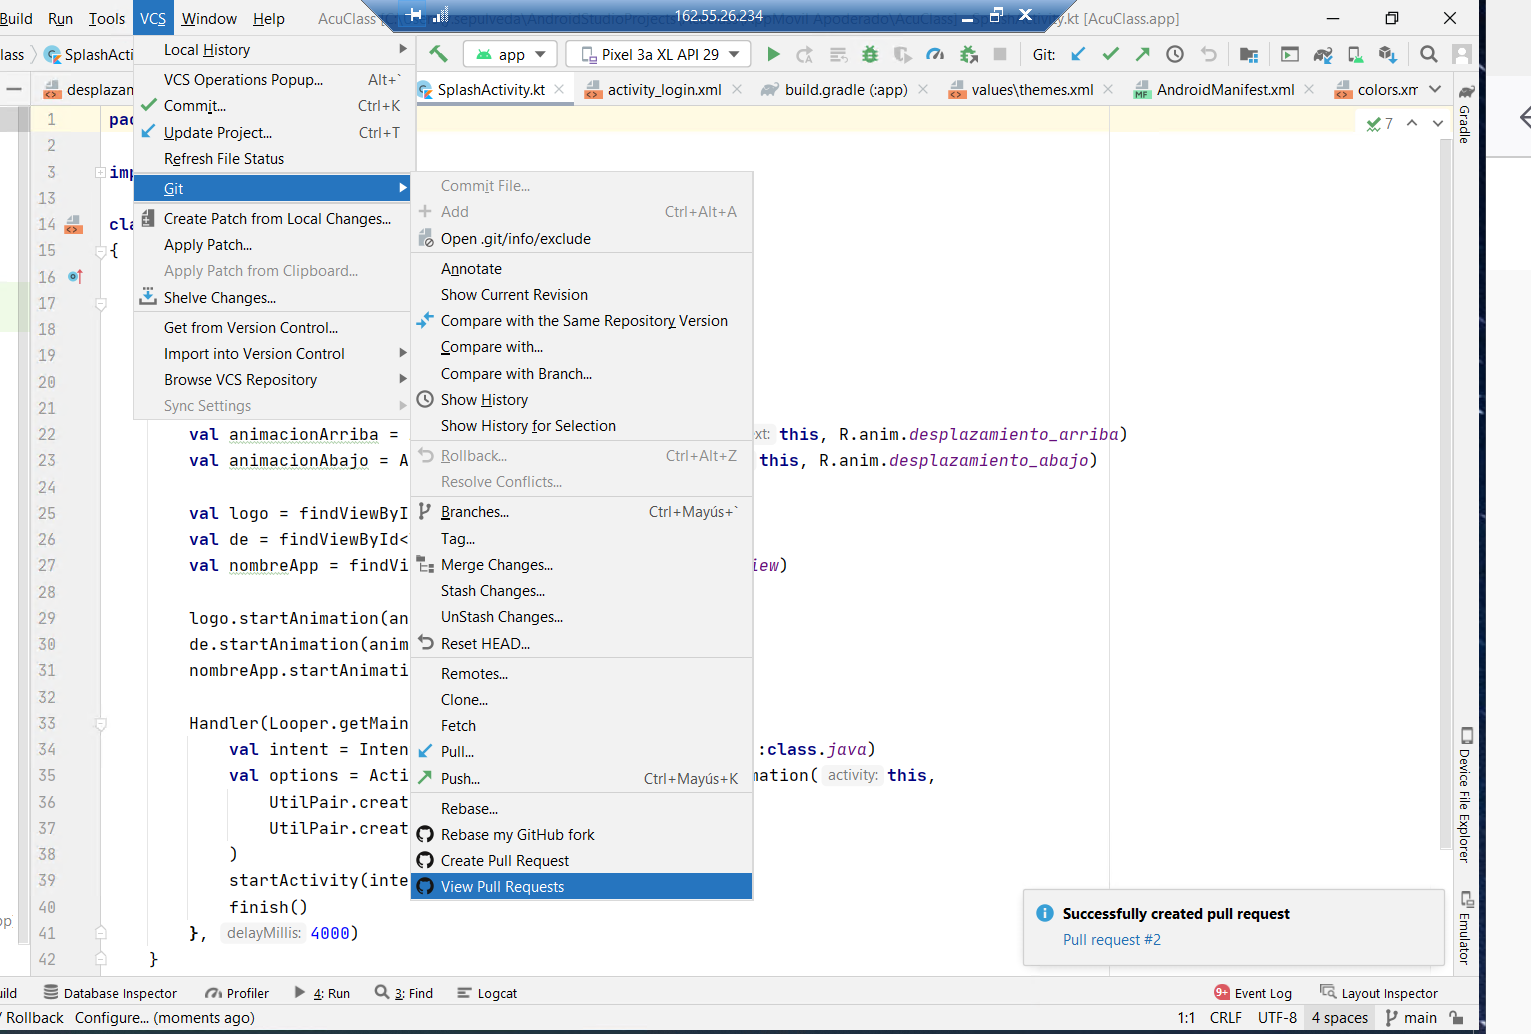 Build Run Tools VCS Window Help AcuClass [C:\ .sepulveda\AndroidStudioProjects pMovil Apoderado\AcuClass] .kt [AcuClass.app]
162.55.26.234
lass SplashActi app Pixel 3a XL API 29 Git:
desplazan SplashActivity.kt activity_login.xml build.gradle (:app) values\themes.xml AndroidManifest.xml colors.xm
7
Local History
VCS Operations Popup... Alt+`
Commit... Ctrl+K
Update Project... Ctrl+T
Refresh File Status
Git
Create Patch from Local Changes...
Apply Patch...
Apply Patch from Clipboard...
Shelve Changes...
Get from Version Control...
Import into Version Control
Browse VCS Repository
Sync Settings
Commit File...
Add Ctrl+Alt+A
Open .git/info/exclude
Annotate
Show Current Revision
Compare with the Same Repository Version
Compare with...
Compare with Branch...
Show History
Show History for Selection
Rollback... Ctrl+Alt+Z
Resolve Conflicts...
Branches... Ctrl+Mayús+`
Tag...
Merge Changes...
Stash Changes...
UnStash Changes...
Reset HEAD...
Remotes...
Clone...
Fetch
Pull...
Push... Ctrl+Mayús+K
Rebase...
Rebase my GitHub fork
Create Pull Request
View Pull Requests
1 pac
2
3 imp
13
14 cla
15 {
16
17
18
19
20
21
22 val animacionArriba = xt: this, R.anim.desplazamiento_arriba)
23 val animacionAbajo = A this, R.anim.desplazamiento_abajo)
24
25 val logo = findViewByI
26 val de = findViewById<
27 val nombreApp = findVi iew)
28
29 logo.startAnimation(an
30 de.startAnimation(anim
31 nombreApp.startAnimati
32
33 Handler(Looper.getMain
34 val intent = Inten :class.java)
35 val options = Acti mation( activity: this,
36 UtilPair.creat
37 UtilPair.creat
38 )
39 startActivity(inte
40 finish()
41 }, delayMillis: 4000)
42 }
Gradle
Device File Explorer
Emulator
Successfully created pull request
Pull request #2
uild Database Inspector Profiler 4: Run 3: Find Logcat 9+ Event Log Layout Inspector
/ Rollback Configure... (moments ago) 1:1 CRLF UTF-8 4 spaces main